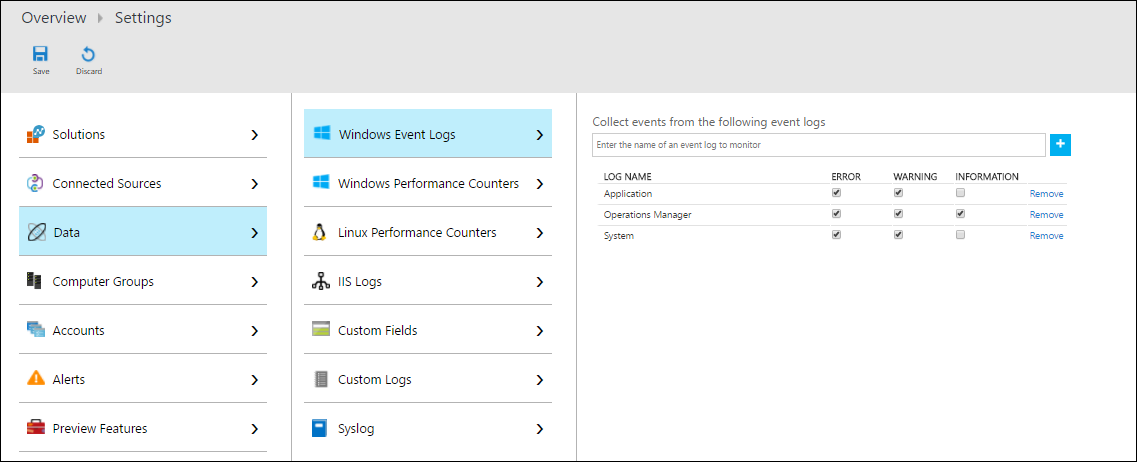 Overview Settings
Save Discard
Solutions
Connected Sources
Data
Computer Groups
Accounts
Alerts
Preview Features
Windows Event Logs
Windows Performance Counters
Linux Performance Counters
IIS Logs
Custom Fields
Custom Logs
Syslog
Collect events from the following event logs
Enter the name of an event log to monitor
LOG NAME ERROR WARNING INFORMATION
Application Remove
Operations Manager Remove
System Remove